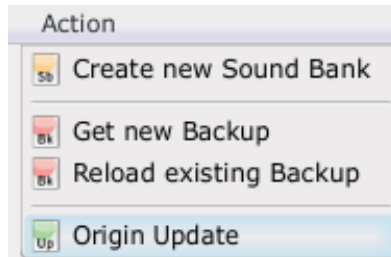 Action
Sb Create new Sound Bank
Bk Get new Backup
Bk Reload existing Backup
Up Origin Update